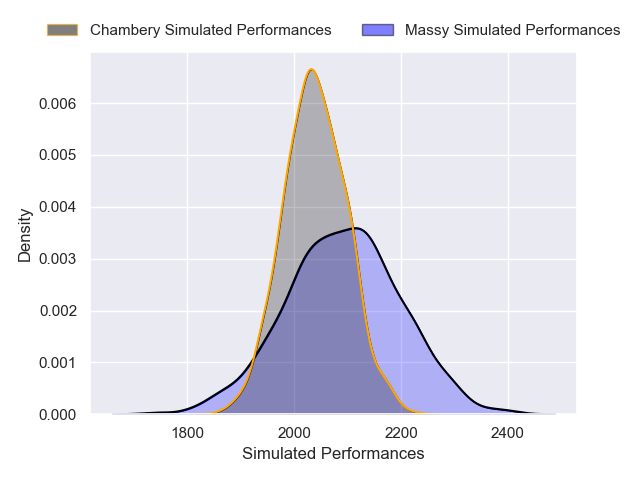 Chambery Simulated Performances Massy Simulated Performances
0.006
0.005
0.004
0.003
0.002
0.001
0.000
Density
1800 2000 2200 2400
Simulated Performances